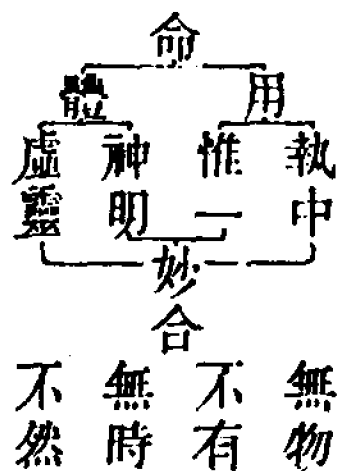 命
體
用
虛靈
神明
惟一
執中
妙合
無物
不有
無時
不然